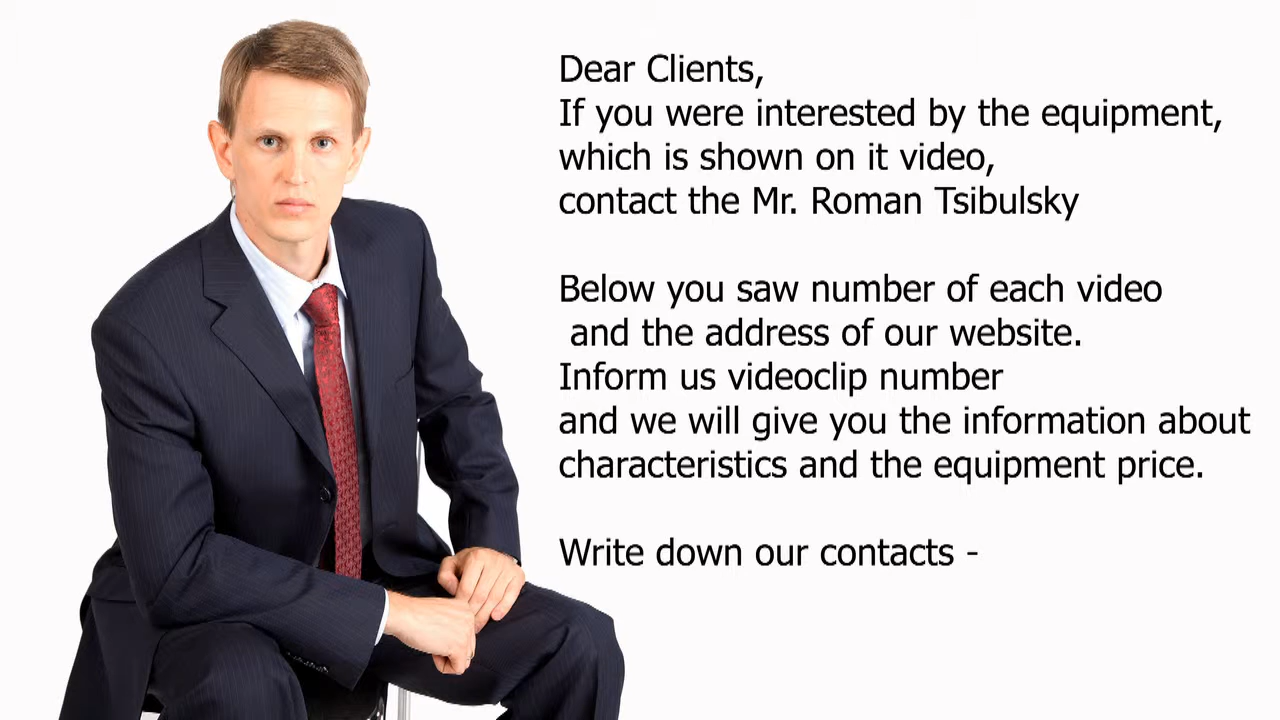 Dear Clients,
If you were interested by the equipment,
which is shown on it video,
contact the Mr. Roman Tsibulsky
Below you saw number of each video
and the address of our website.
Inform us videoclip number
and we will give you the information about
characteristics and the equipment price.
Write down our contacts -